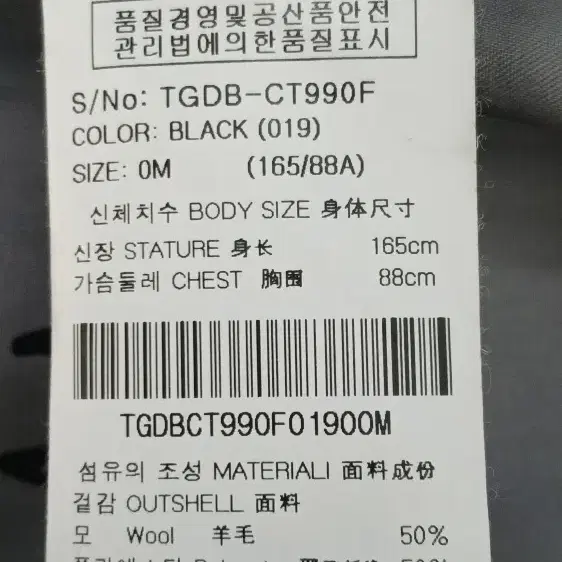 품질경영및공산품안전
관리법에의한품질표시
S/No: TGDB-CT990F
COLOR: BLACK (019)
SIZE: 0M (165/88A)
신체치수 BODY SIZE 身体尺寸
신장 STATURE 身长 165cm
가슴둘레 CHEST 胸围 88cm
TGDBCT990F01900M
섬유의 조성 MATERIALI 面料成份
겉감 OUTSHELL 面料
모 Wool 羊毛 50%